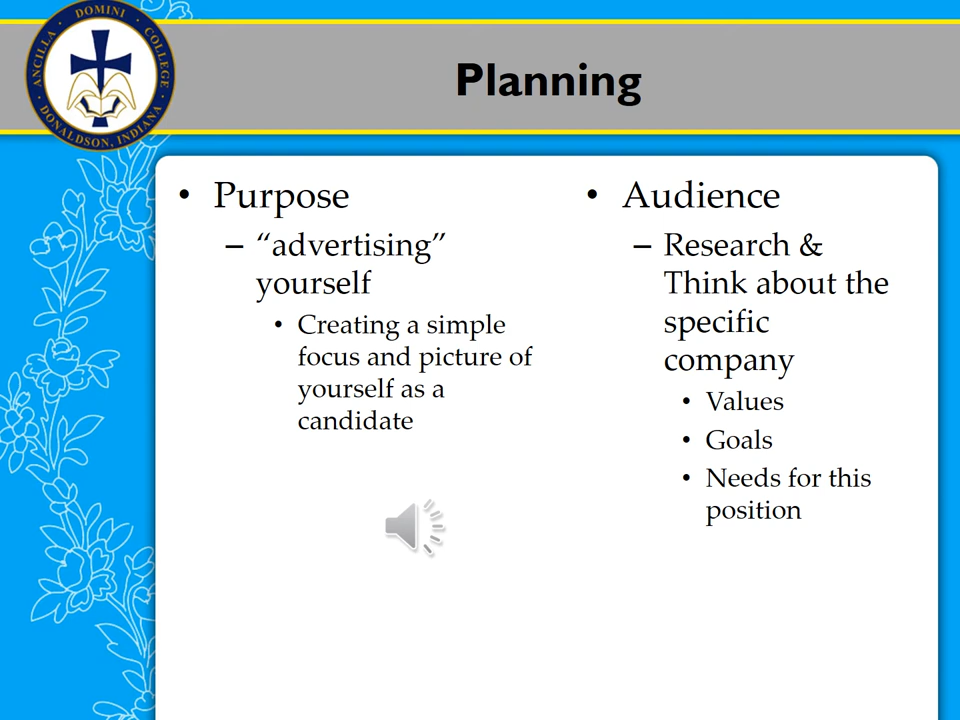 ANCILLA DOMINI COLLEGE
DONALDSON, INDIANA
Planning
• Purpose
– “advertising”
yourself
• Creating a simple
focus and picture of
yourself as a
candidate
• Audience
– Research &
Think about the
specific
company
• Values
• Goals
• Needs for this
position